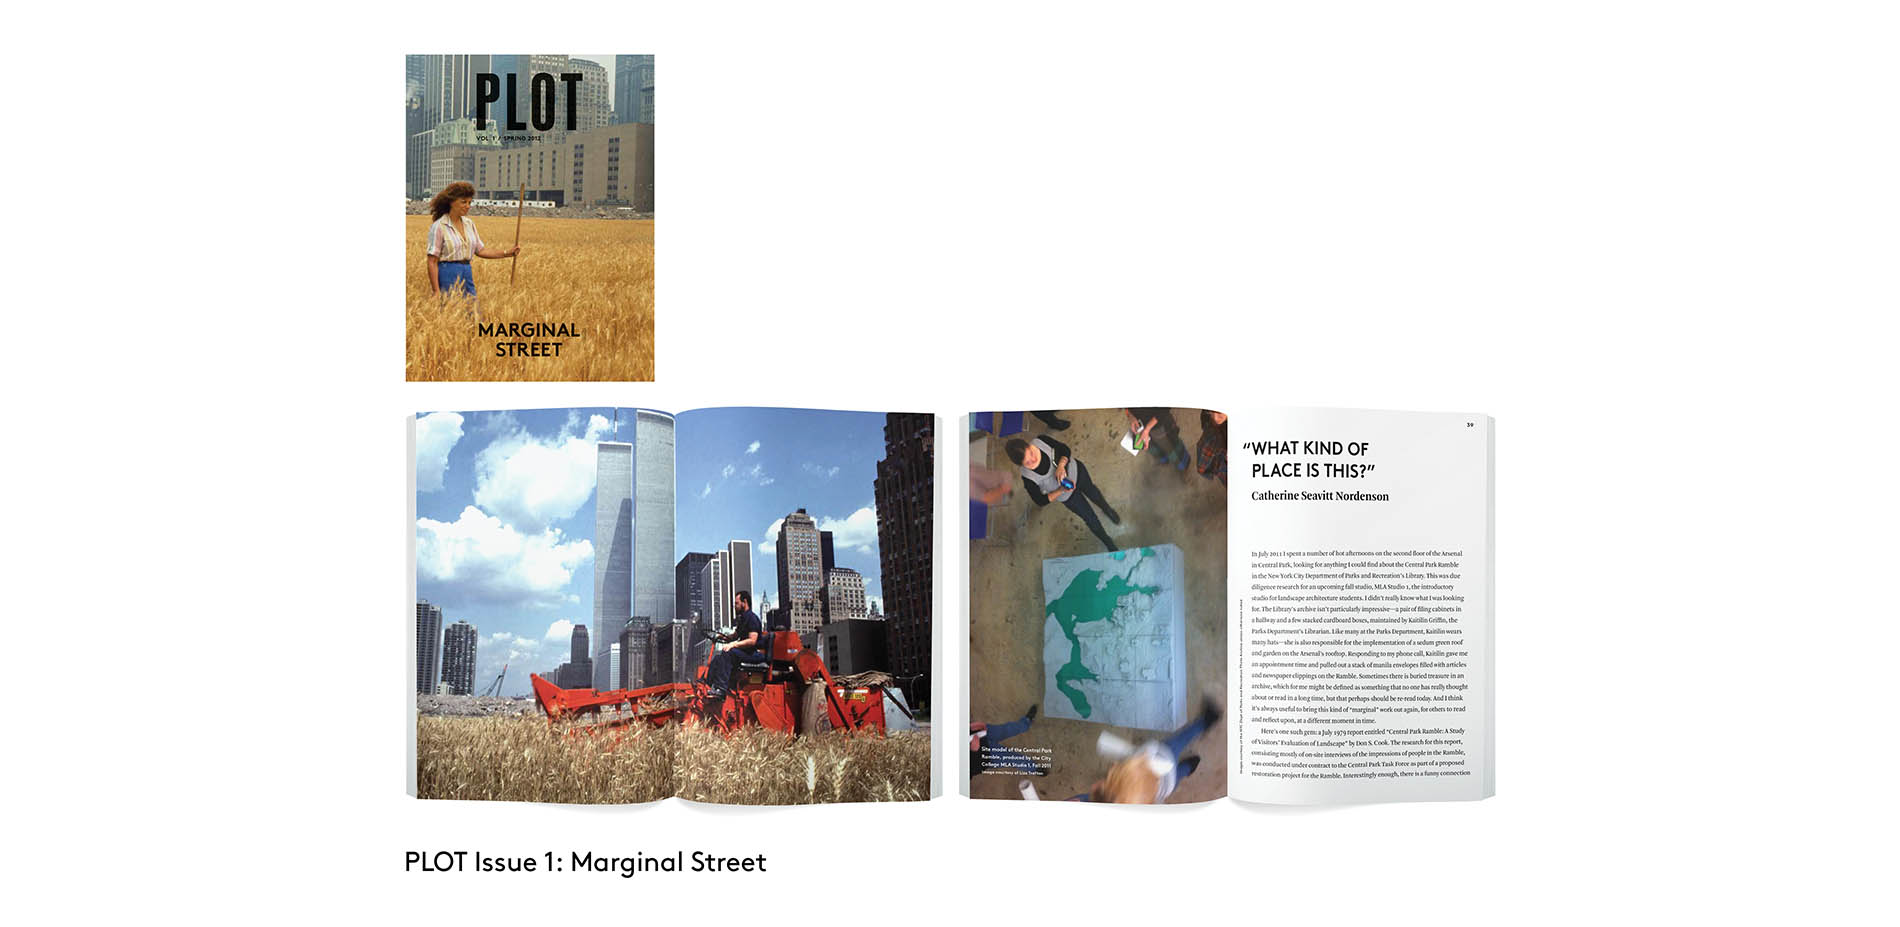 PLOT
VOL. 1 / SPRING 2012
MARGINAL
STREET
39
“WHAT KIND OF
PLACE IS THIS?”
Catherine Seavitt Nordenson
In July 2011 I spent a number of hot afternoons on the second floor of the Arsenal
in Central Park, looking for anything I could find about the Central Park Ramble
in the New York City Department of Parks and Recreation’s Library. This was due
diligence research for an upcoming fall studio, MLA Studio 1, the introductory
studio for landscape architecture students. I didn’t really know what I was looking
for. The Library’s archive isn’t particularly impressive—a pair of filing cabinets in
a hallway and a few stacked cardboard boxes, maintained by Kaitilin Griffin, the
Parks Department’s Librarian. Like many at the Parks Department, Kaitilin wears
many hats—she is also responsible for the implementation of a sedum green roof
and garden on the Arsenal’s rooftop. Responding to my phone call, Kaitilin gave me
an appointment time and pulled out a stack of manila envelopes filled with articles
and newspaper clippings on the Ramble. Sometimes there is buried treasure in an
archive, which for me might be defined as something that no one has really thought
about or read in a long time, but that perhaps should be re-read today. And I think
it’s always useful to bring this kind of “marginal” work out again, for others to read
and reflect upon, at a different moment in time.
Here’s one such gem: a July 1979 report entitled “Central Park Ramble: A Study
of Visitors’ Evaluation of Landscape” by Don S. Cook. The research for this report,
consisting mostly of on-site interviews of the impressions of people in the Ramble,
was conducted under contract to the Central Park Task Force as part of a proposed
restoration project for the Ramble. Interestingly enough, there is a funny connection
Site model of the Central Park
Ramble, produced by the City
College MLA Studio 1, Fall 2011
Image courtesy of Lisa
PLOT Issue 1: Marginal Street